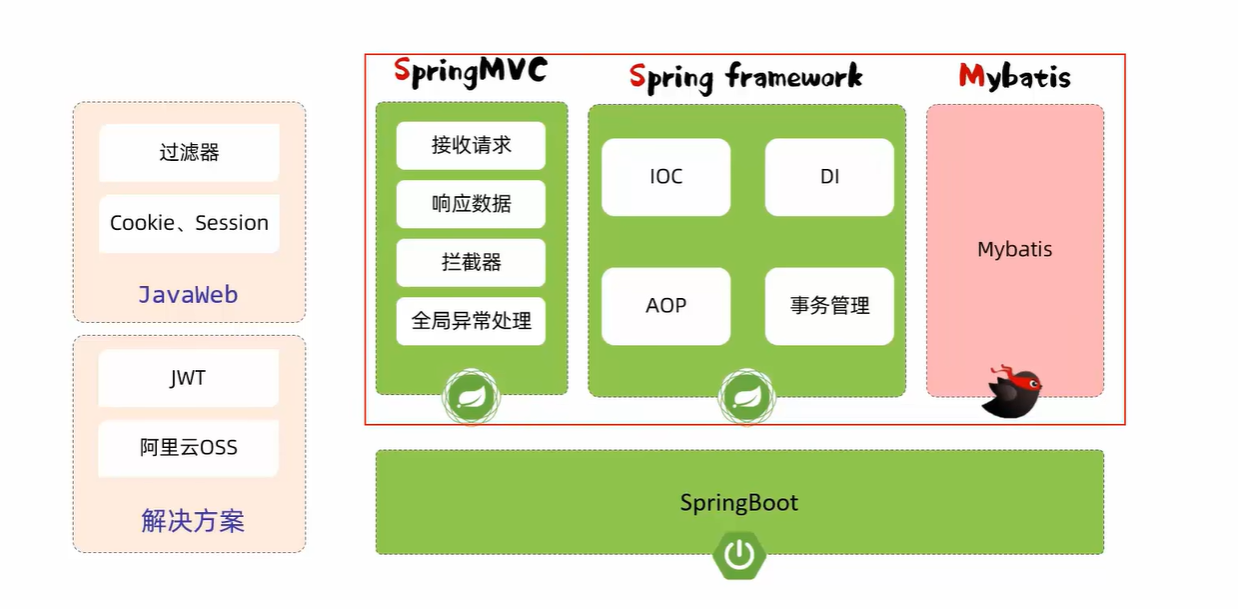 过滤器
Cookie、Session
JavaWeb
JWT
阿里云OSS
解决方案
SpringMVC
接收请求
响应数据
拦截器
全局异常处理
Spring framework
IOC
DI
AOP
事务管理
Mybatis
Mybatis
SpringBoot